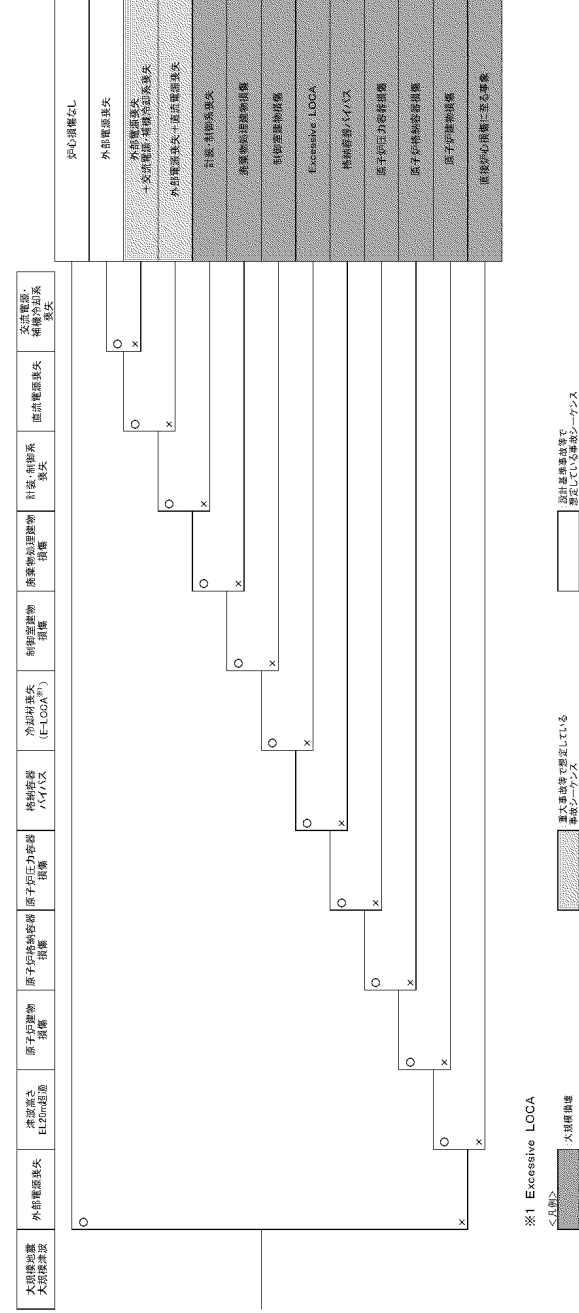 大規模地震
大規模津波
外部電源喪失
津波高さ
EL20m超過
原子炉建物
損傷
原子炉格納容器
損傷
原子炉圧力容器
損傷
格納容器
バイパス
冷却材喪失
(E-LOCA※1)
制御室建物
損傷
廃棄物処理建物
損傷
計装・制御系
喪失
直流電源喪失
交流電源・
補機冷却系
喪失
炉心損傷なし
外部電源喪失
外部電源喪失
+交流電源・補機冷却系喪失
外部電源喪失+直流電源喪失
計装・制御系喪失
廃棄物処理建物損傷
制御室建物損傷
Excessive LOCA
格納容器バイパス
原子炉圧力容器損傷
原子炉格納容器損傷
原子炉建物損傷
直接炉心損傷に至る事象
○
×
○
×
○
×
○
×
○
×
○
×
○
×
○
×
○
×
○
×
○
×
○
×
※1 Excessive LOCA
<凡例>
:大規模損壊
:重大事故等で想定している
事故シーケンス
:設計基準事故等で
想定している事故シーケンス